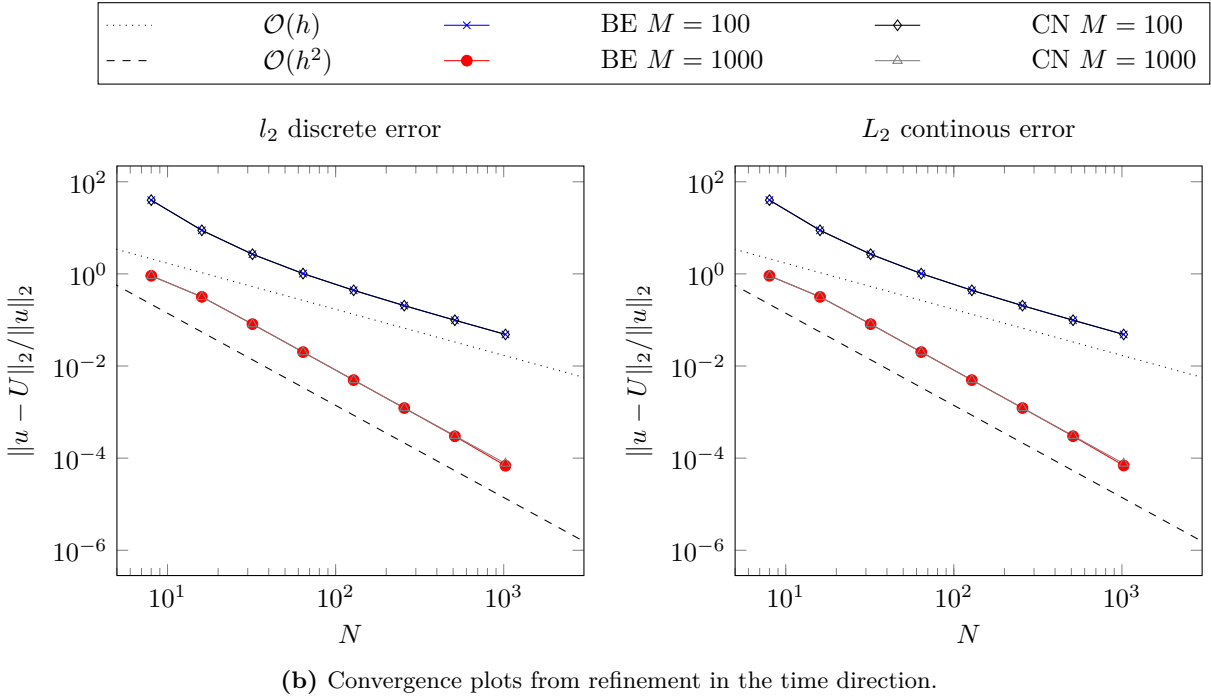 O(h) BE M = 100 CN M = 100
O(h²) BE M = 1000 CN M = 1000
l₂ discrete error
10²
10⁰
10⁻²
10⁻⁴
10⁻⁶
‖u − U‖₂/‖u‖₂
10¹ 10² 10³
N
L₂ continous error
10²
10⁰
10⁻²
10⁻⁴
10⁻⁶
‖u − U‖₂/‖u‖₂
10¹ 10² 10³
N
(b) Convergence plots from refinement in the time direction.